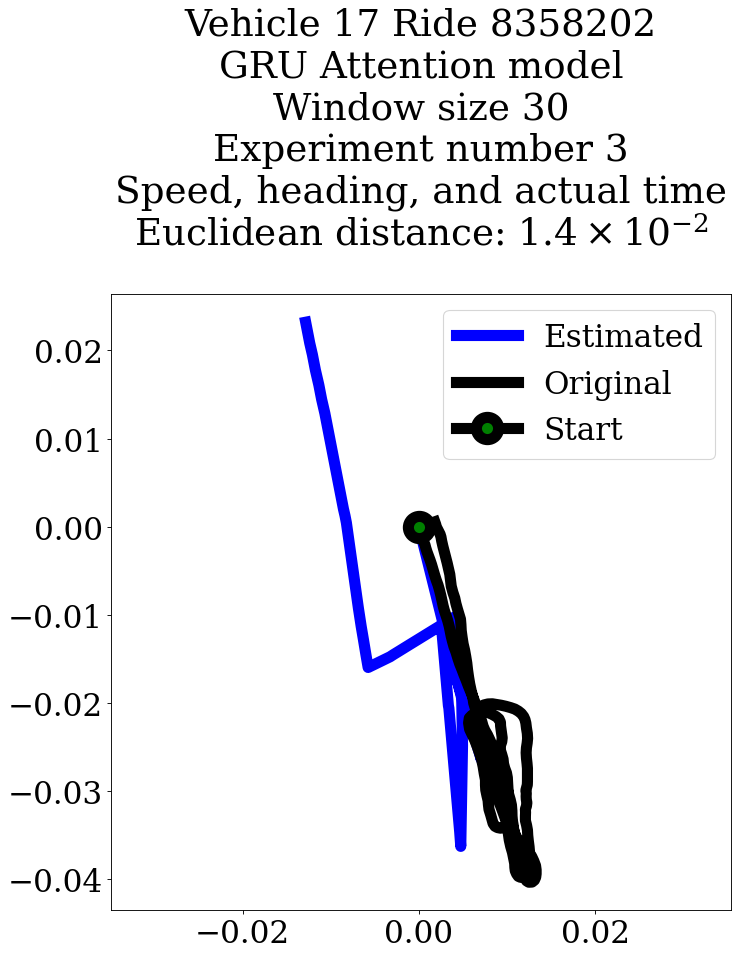 Vehicle 17 Ride 8358202
GRU Attention model
Window size 30
Experiment number 3
Speed, heading, and actual time
Euclidean distance: 1.4 × 10⁻²
Estimated
Original
Start
0.02
0.01
0.00
−0.01
−0.02
−0.03
−0.04
−0.02 0.00 0.02